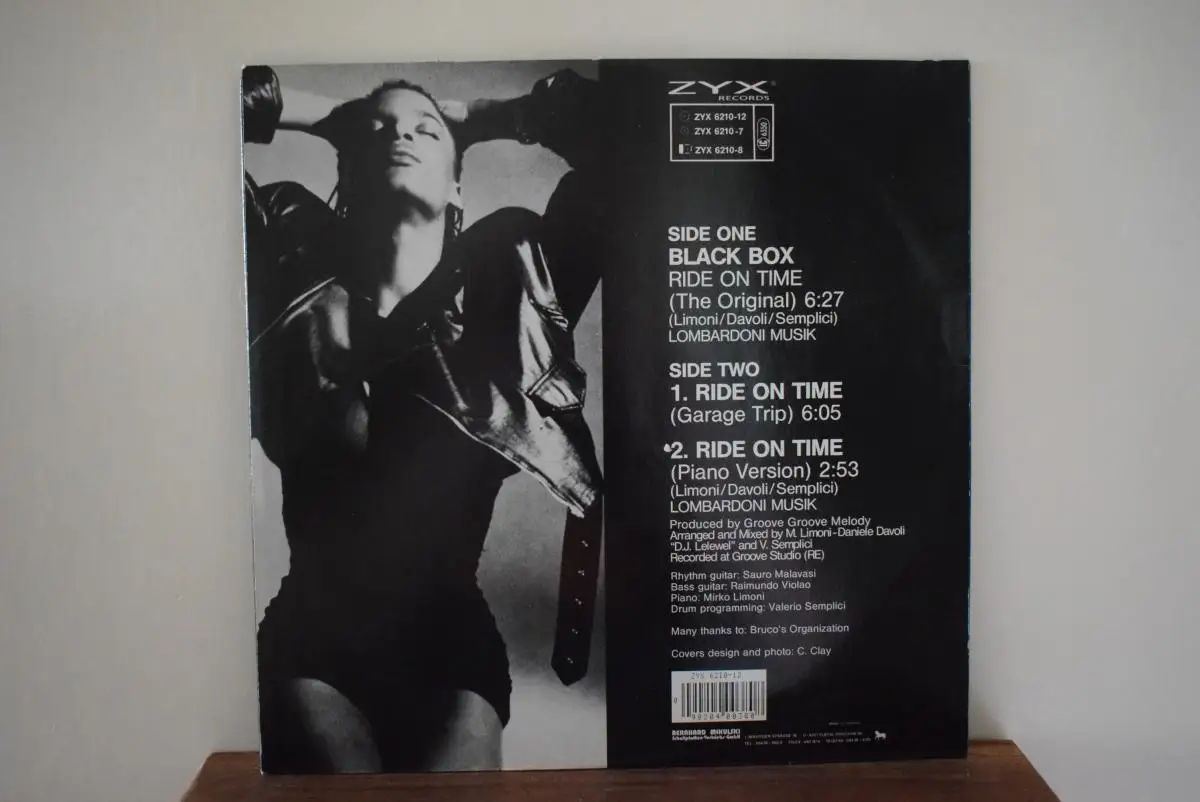 ZYX®
RECORDS
ZYX 6210-12
ZYX 6210-7
ZYX 6210-8
LC 6350
SIDE ONE
BLACK BOX
RIDE ON TIME
(The Original) 6:27
(Limoni/Davoli/Semplici)
LOMBARDONI MUSIK
SIDE TWO
1. RIDE ON TIME
(Garage Trip) 6:05
2. RIDE ON TIME
(Piano Version) 2:53
(Limoni/Davoli/Semplici)
LOMBARDONI MUSIK
Produced by Groove Groove Melody
Arranged and Mixed by M. Limoni-Daniele Davoli
"D.J. Lelewel" and V. Semplici
Recorded at Groove Studio (RE)
Rhythm guitar: Sauro Malavasi
Bass guitar: Raimundo Violao
Piano: Mirko Limoni
Drum programming: Valerio Semplici
Many thanks to: Bruco's Organization
Covers design and photo: C. Clay
ZYX 6210-12
BERNHARD MIKULSKI
Schallplatten-Vertriebs-GmbH